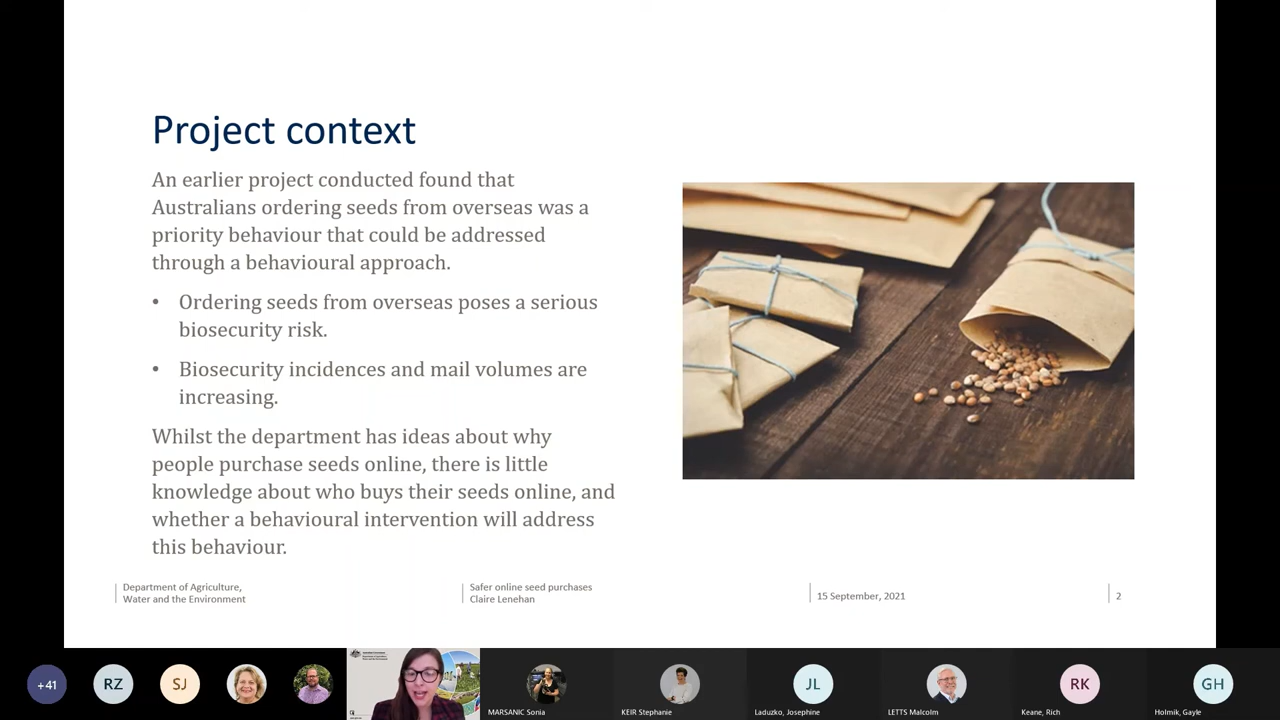 Project context
An earlier project conducted found that
Australians ordering seeds from overseas was a
priority behaviour that could be addressed
through a behavioural approach.
• Ordering seeds from overseas poses a serious
biosecurity risk.
• Biosecurity incidences and mail volumes are
increasing.
Whilst the department has ideas about why
people purchase seeds online, there is little
knowledge about who buys their seeds online, and
whether a behavioural intervention will address
this behaviour.
Department of Agriculture,
Water and the Environment
Safer online seed purchases
Claire Lenehan
15 September, 2021
2
+41
RZ
SJ
MARSANIC Sonia
KEIR Stephanie
JL
Laduzko, Josephine
LETTS Malcolm
RK
Keane, Rich
GH
Holmik, Gayle